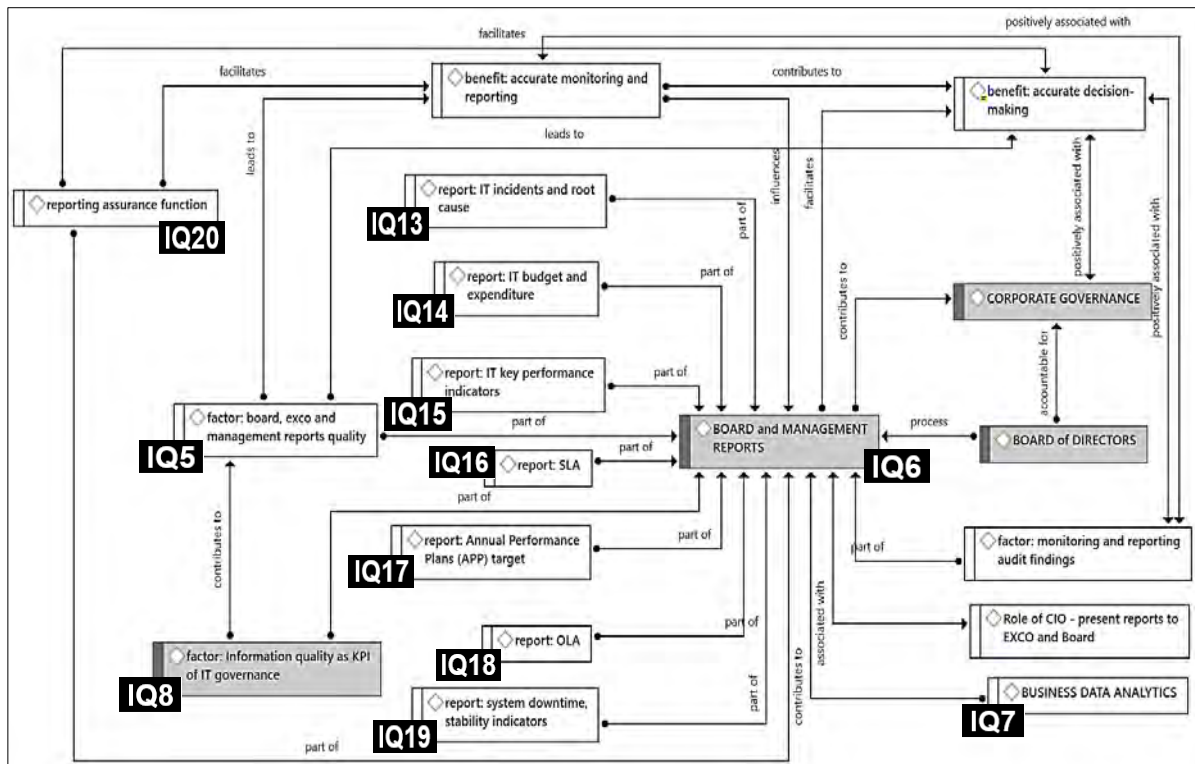 positively associated with
facilitates
facilitates
benefit: accurate monitoring and
reporting
contributes to
benefit: accurate decision-
making
leads to
leads to
influences
facilitates
positively associated with
positively associated with
reporting assurance function
IQ20
report: IT incidents and root
cause
IQ13
part of
report: IT budget and
expenditure
IQ14
part of
contributes to
CORPORATE GOVERNANCE
accountable for
report: IT key performance
indicators
IQ15
part of
factor: board, exco and
management reports quality
IQ5
part of
BOARD and MANAGEMENT
REPORTS
IQ6
process
BOARD of DIRECTORS
IQ16
report: SLA
part of
part of
contributes to
report: Annual Performance
Plans (APP) target
IQ17
part of
part of
factor: monitoring and reporting
audit findings
associated with
Role of CIO - present reports to
EXCO and Board
report: OLA
IQ18
part of
factor: Information quality as KPI
of IT governance
IQ8
report: system downtime,
stability indicators
IQ19
part of
contributes to
BUSINESS DATA ANALYTICS
IQ7
part of